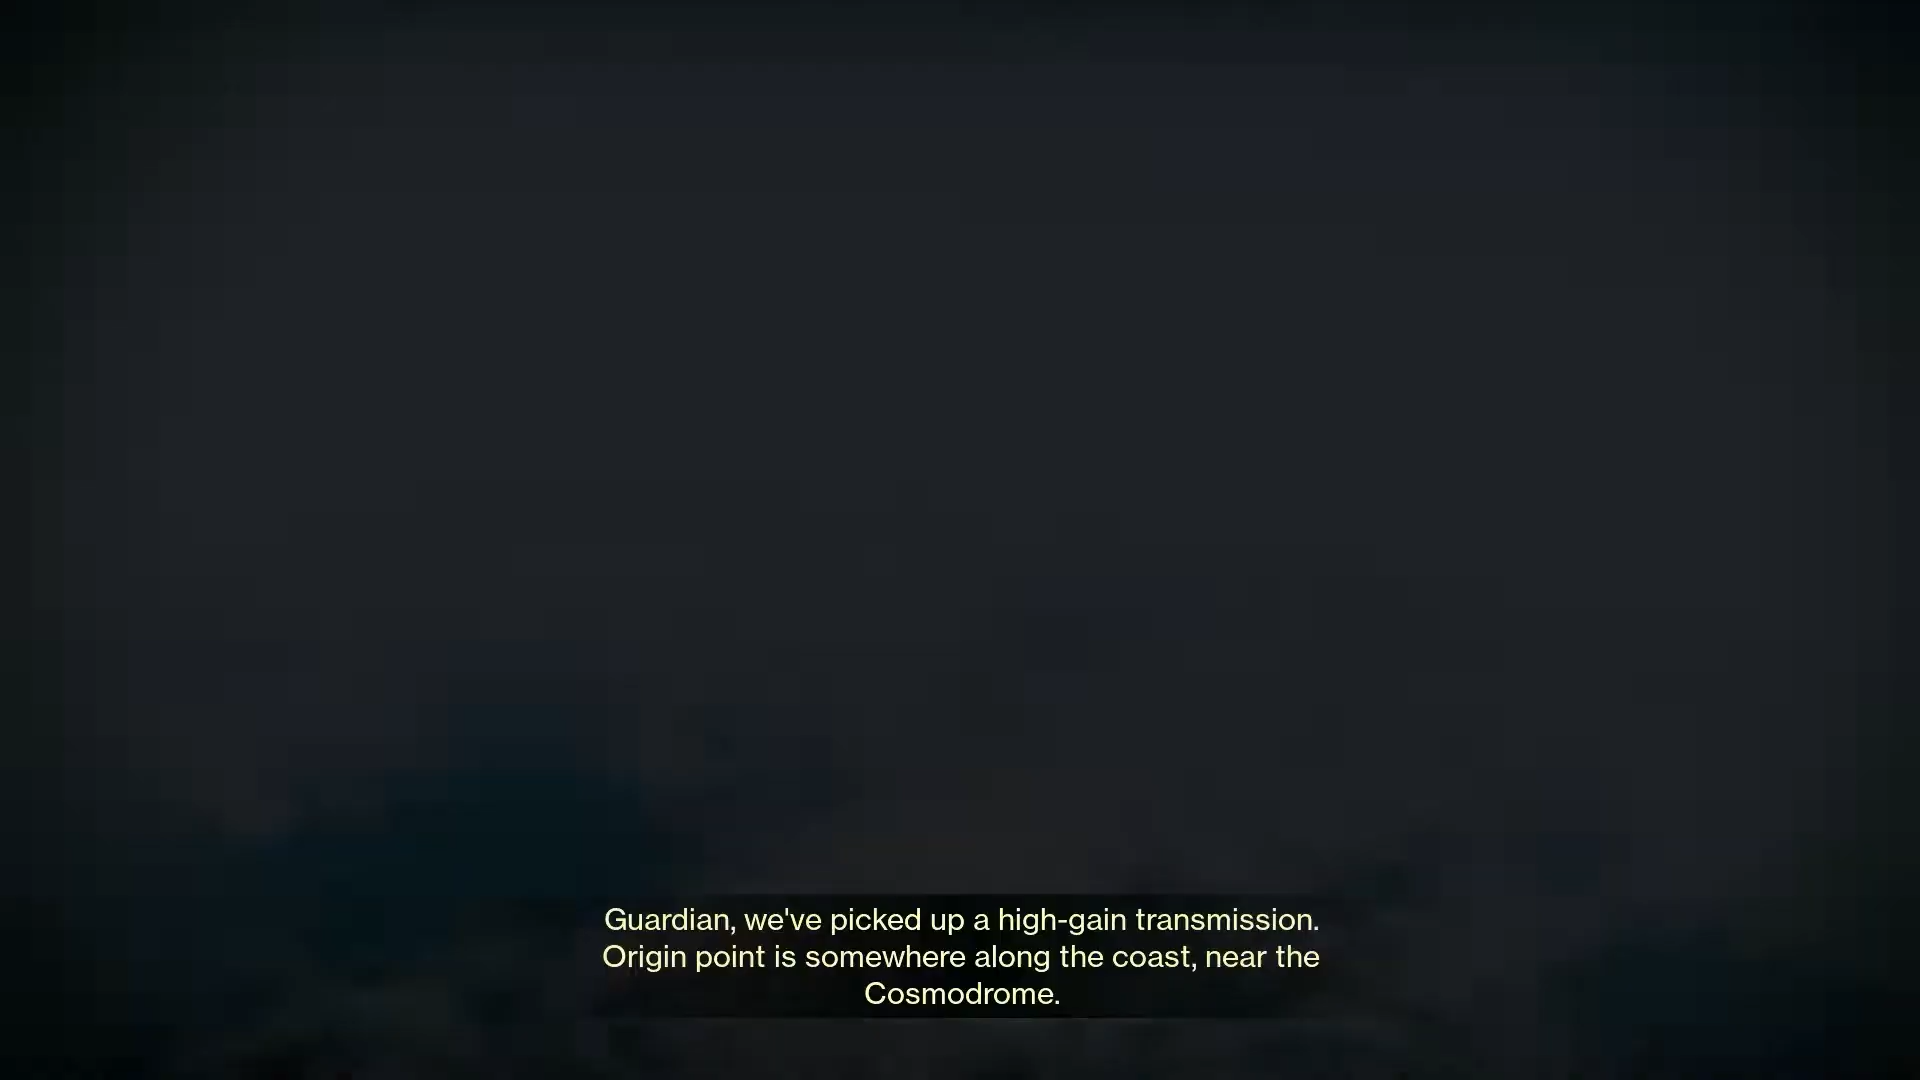 Guardian, we've picked up a high-gain transmission.
Origin point is somewhere along the coast, near the
Cosmodrome.